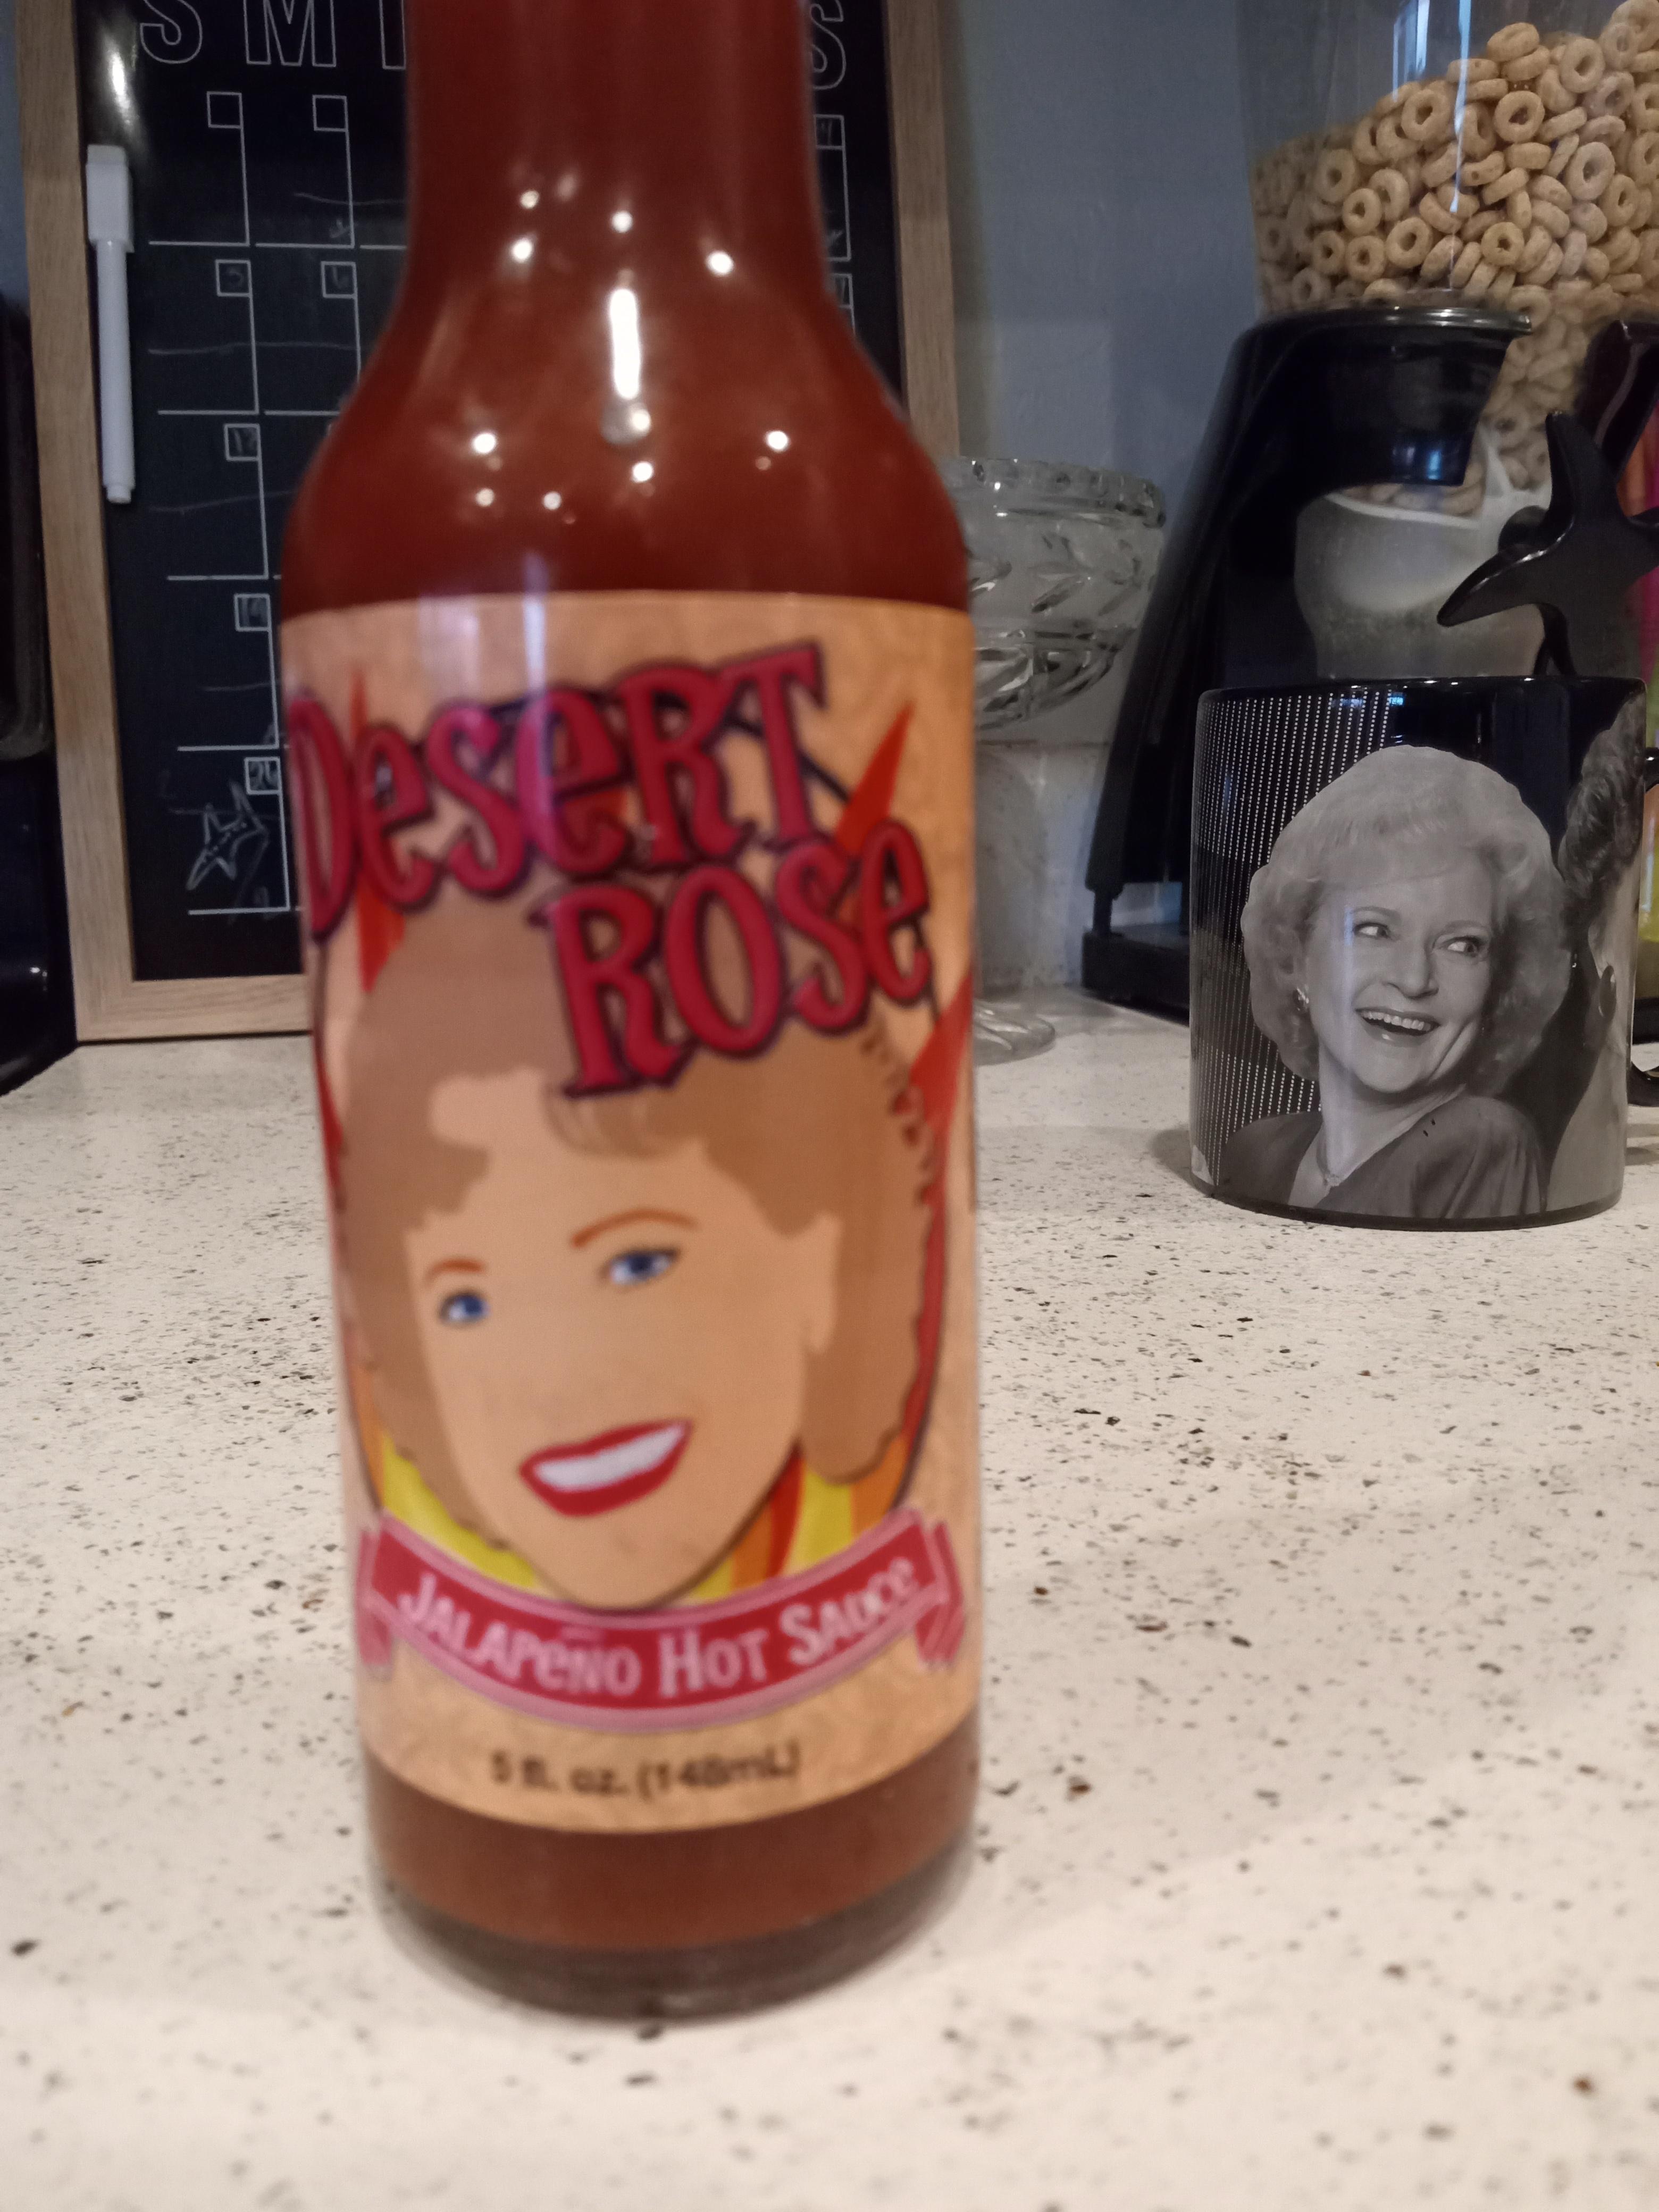 S M T S
Desert
Rose
Jalapeño Hot Sauce
5 fl. oz. (148mL)